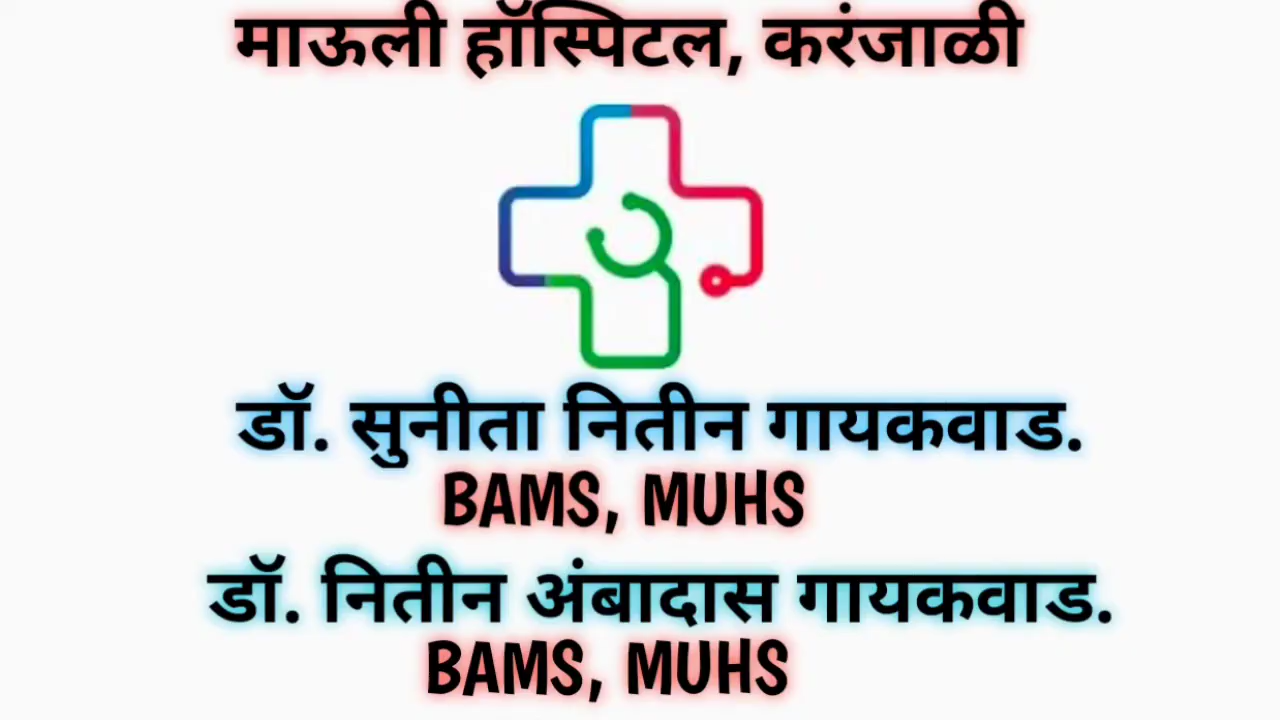 माऊली हॉस्पिटल, करंजाळी
डॉ. सुनीता नितीन गायकवाड.
BAMS, MUHS
डॉ. नितीन अंबादास गायकवाड.
BAMS, MUHS